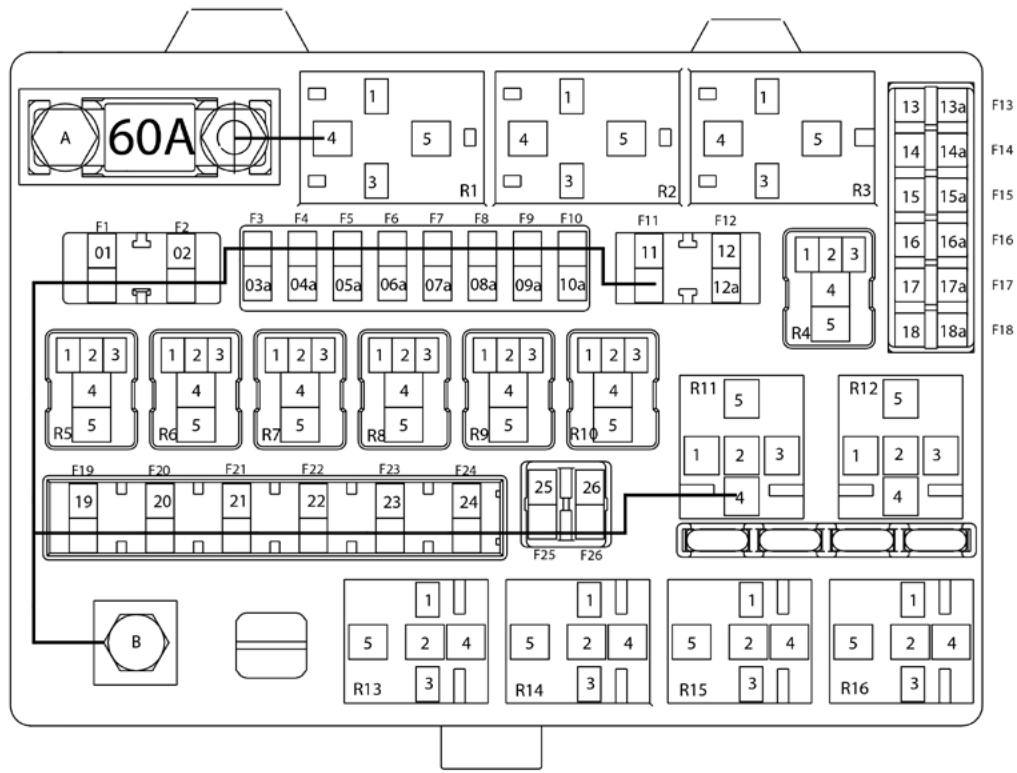 A 60A
1 4 5 3 R1
1 4 5 3 R2
1 4 5 3 R3
13 13a F13
14 14a F14
15 15a F15
16 16a F16
17 17a F17
18 18a F18
F1 F2
01 02
F3 F4 F5 F6 F7 F8 F9 F10
03a 04a 05a 06a 07a 08a 09a 10a
F11 F12
11 12
12a
1 2 3 4 5 R4
1 2 3 4 5 R5
1 2 3 4 5 R6
1 2 3 4 5 R7
1 2 3 4 5 R8
1 2 3 4 5 R9
1 2 3 4 5 R10
R11 5 1 2 3 4
R12 5 1 2 3 4
F19 F20 F21 F22 F23 F24
19 20 21 22 23 24
25 26
F25 F26
B
1 5 2 4 3 R13
1 5 2 4 3 R14
1 5 2 4 3 R15
1 5 2 4 3 R16